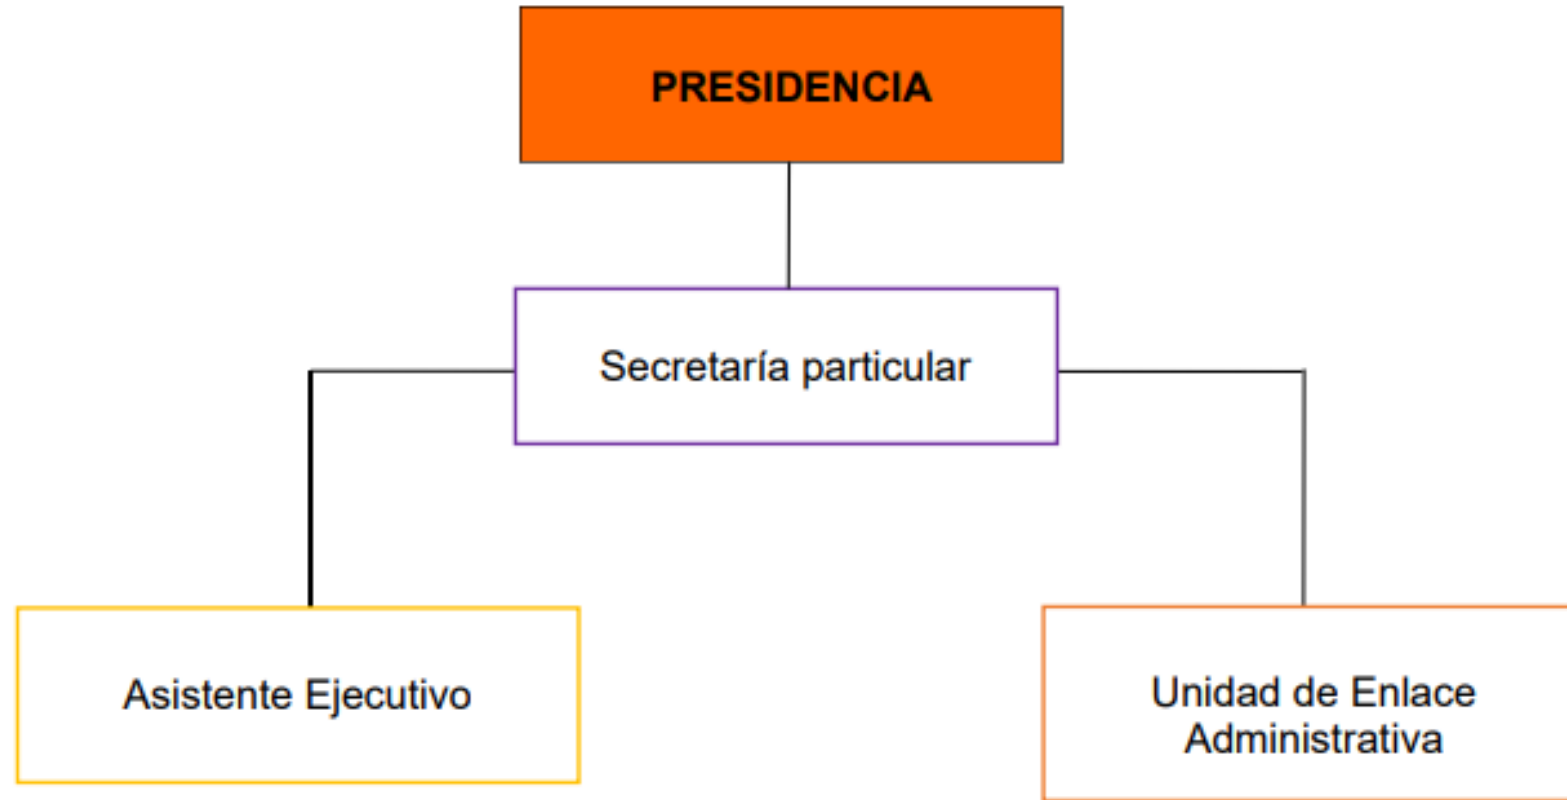 PRESIDENCIA
Secretaría particular
Asistente Ejecutivo
Unidad de Enlace
Administrativa